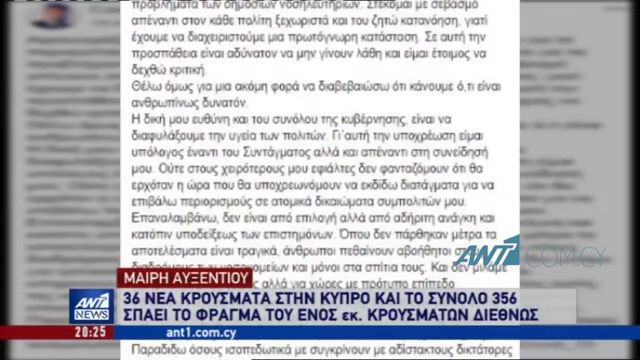 προβλήματα των δημοσίων νοσηλευτηρίων. Στέκομαι με σεβασμό
απέναντι στον κάθε πολίτη ξεχωριστά και του ζητώ κατανόηση, γιατί
έχουμε να διαχειριστούμε μια πρωτόγνωρη κατάσταση. Σε αυτή την
προσπάθεια είναι αδύνατον να μην γίνουν λάθη και είμαι έτοιμος να
δεχθώ κριτική.
Θέλω όμως για μια ακόμη φορά να διαβεβαιώσω ότι κάνουμε ό,τι είναι
ανθρωπίνως δυνατόν.
Η δική μου ευθύνη και του συνόλου της κυβέρνησης, είναι να
διαφυλάξουμε την υγεία των πολιτών. Γι΄αυτή την υποχρέωση είμαι
υπόλογος έναντι του Συντάγματος αλλά και απέναντι στη συνείδησή
μου. Ούτε στους χειρότερους μου εφιάλτες δεν φανταζόμουν ότι θα
ερχόταν η ώρα που θα υποχρεωνόμουν να εκδίδω διατάγματα για να
επιβάλω περιορισμούς σε ατομικά δικαιώματα συμπολιτών μου.
Επαναλαμβάνω, δεν είναι από επιλογή αλλά από αδήριτη ανάγκη και
κατόπιν υποδείξεως των επιστημόνων. Όπου δεν πάρθηκαν μέτρα τα
αποτελέσματα είναι τραγικά, άνθρωποι πεθαίνουν αβοήθητοι στους
διαδρόμους των νοσοκομείων και μόνοι στα σπίτια τους. Και δεν μιλάμε
αλλά για χώρες με πρότυπο επίπεδο
ANT1.COM.CY
ΜΑΙΡΗ ΑΥΞΕΝΤΙΟΥ
36 ΝΕΑ ΚΡΟΥΣΜΑΤΑ ΣΤΗΝ ΚΥΠΡΟ ΚΑΙ ΤΟ ΣΥΝΟΛΟ 356
ΣΠΑΕΙ ΤΟ ΦΡΑΓΜΑ ΤΟΥ ΕΝΟΣ εκ. ΚΡΟΥΣΜΑΤΩΝ ΔΙΕΘΝΩΣ
ANT1 NEWS
20:25 ant1.com.cy
Παραδίδω όσους ισοπεδωτικά με συγκρίνουν με αδίστακτους δικτάτορες